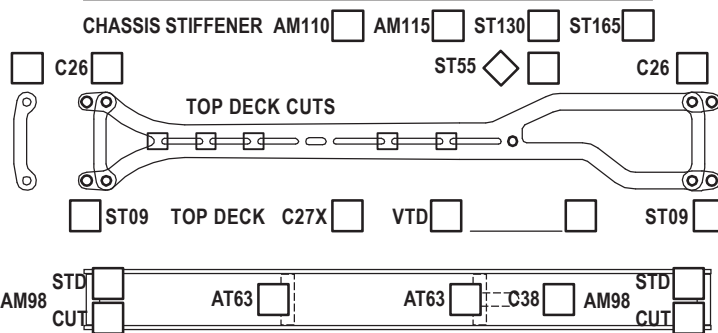 CHASSIS STIFFENER AM110 AM115 ST130 ST165
C26 ST55 C26
TOP DECK CUTS
ST09 TOP DECK C27X VTD ST09
STD STD
AM98 AT63 AT63 C38 AM98
CUT CUT